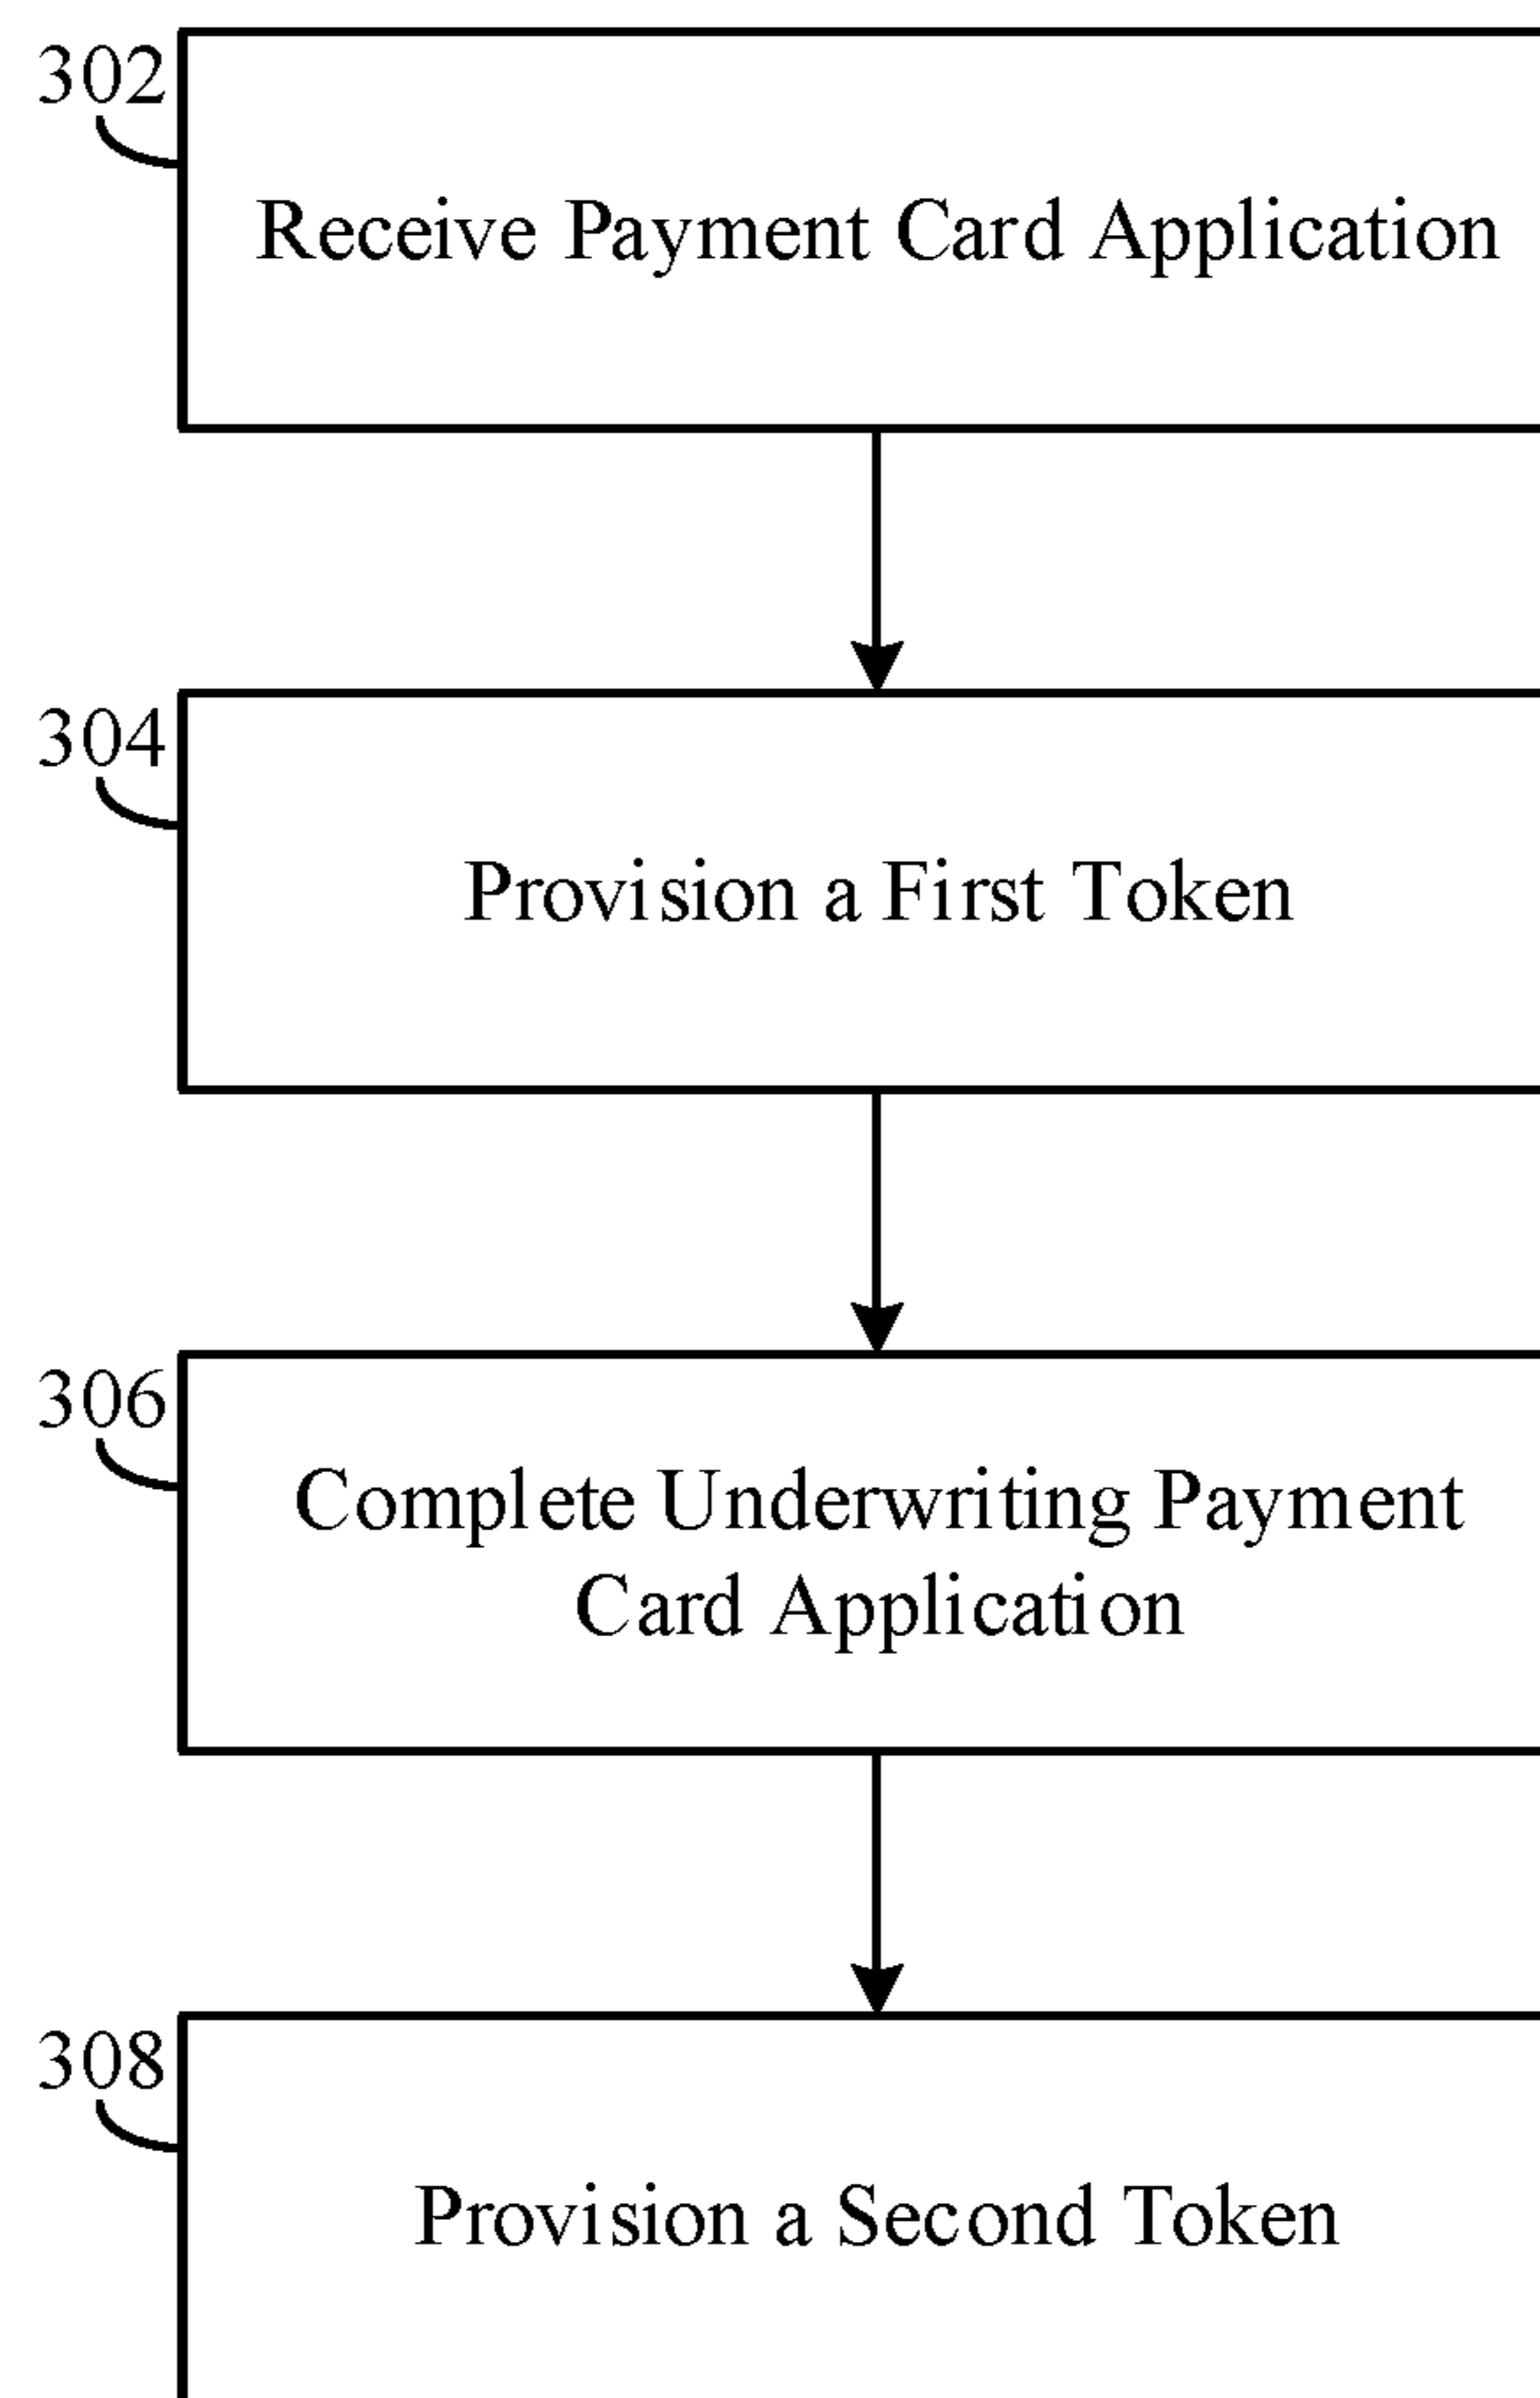 302
Receive Payment Card Application
304
Provision a First Token
306
Complete Underwriting Payment
Card Application
308
Provision a Second Token